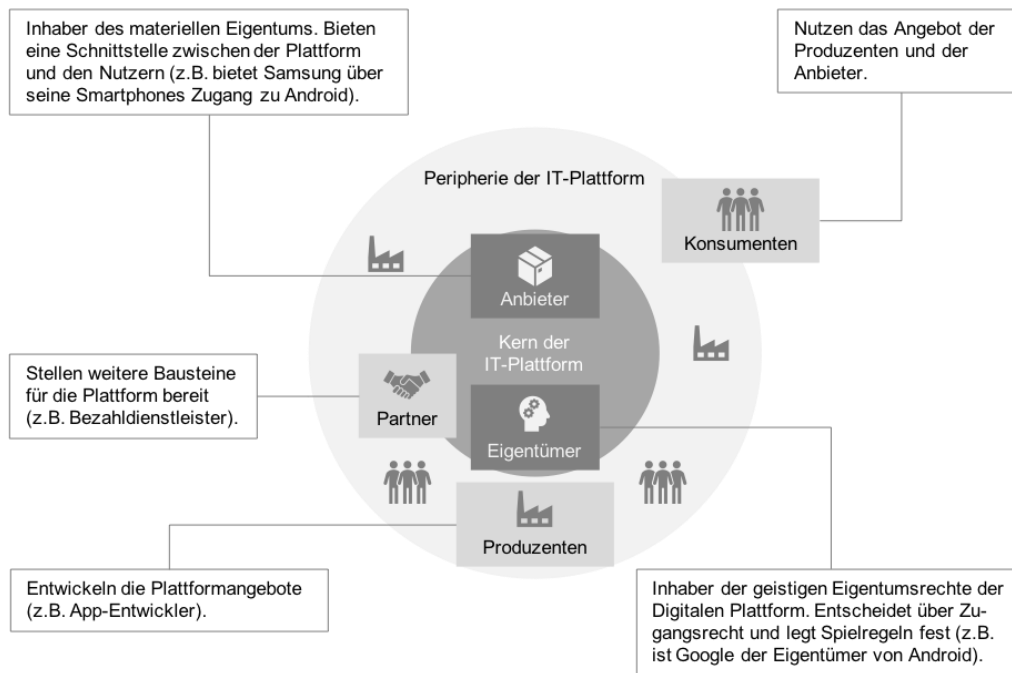 Inhaber des materiellen Eigentums. Bieten
eine Schnittstelle zwischen der Plattform
und den Nutzern (z.B. bietet Samsung über
seine Smartphones Zugang zu Android).
Nutzen das Angebot der
Produzenten und der
Anbieter.
Peripherie der IT-Plattform
Konsumenten
Anbieter
Kern der
IT-Plattform
Stellen weitere Bausteine
für die Plattform bereit
(z.B. Bezahldienstleister).
Partner
Eigentümer
Produzenten
Entwickeln die Plattformangebote
(z.B. App-Entwickler).
Inhaber der geistigen Eigentumsrechte der
Digitalen Plattform. Entscheidet über Zu-
gangsrecht und legt Spielregeln fest (z.B.
ist Google der Eigentümer von Android).